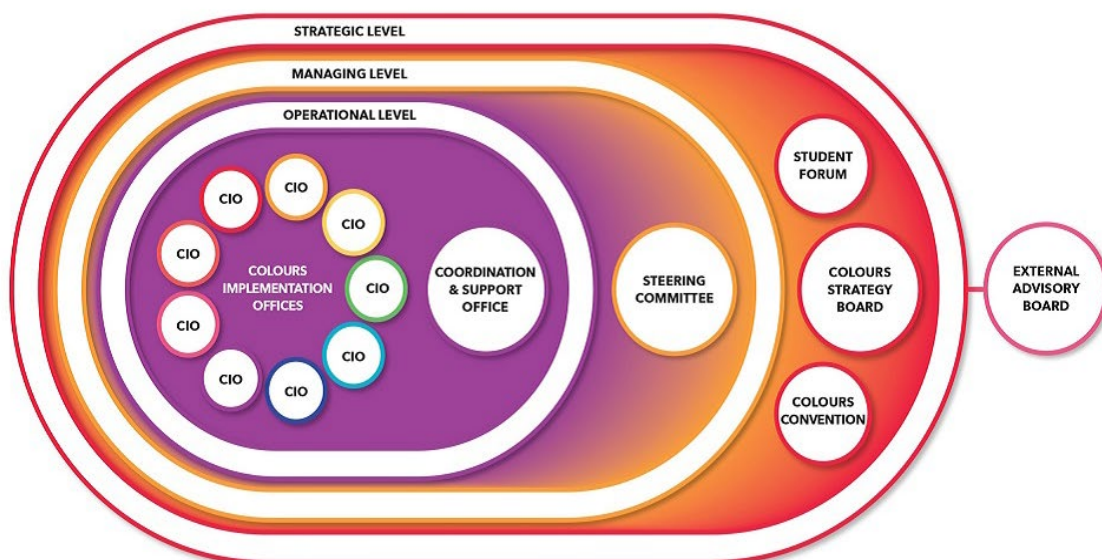 STRATEGIC LEVEL
MANAGING LEVEL
OPERATIONAL LEVEL
CIO
CIO
CIO
CIO
CIO
CIO
CIO
CIO
CIO
COLOURS
IMPLEMENTATION
OFFICES
COORDINATION
& SUPPORT
OFFICE
STEERING
COMMITTEE
STUDENT
FORUM
COLOURS
STRATEGY
BOARD
COLOURS
CONVENTION
EXTERNAL
ADVISORY
BOARD